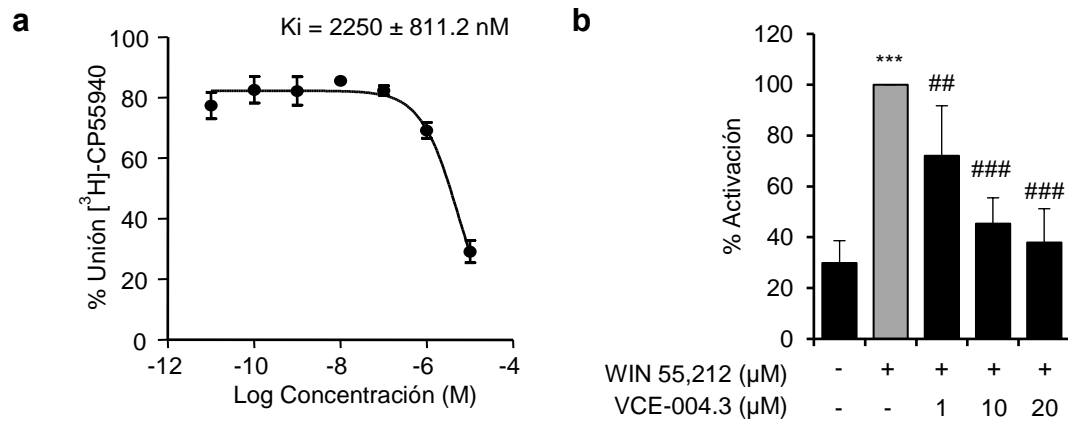 a
Ki = 2250 ± 811.2 nM
100
80
60
40
20
0
% Unión [³H]-CP55940
-12 -10 -8 -6 -4
Log Concentración (M)
b
120
100
80
60
40
20
0
% Activación
***
##
###
###
WIN 55,212 (µM) - + + + +
VCE-004.3 (µM) - - 1 10 20